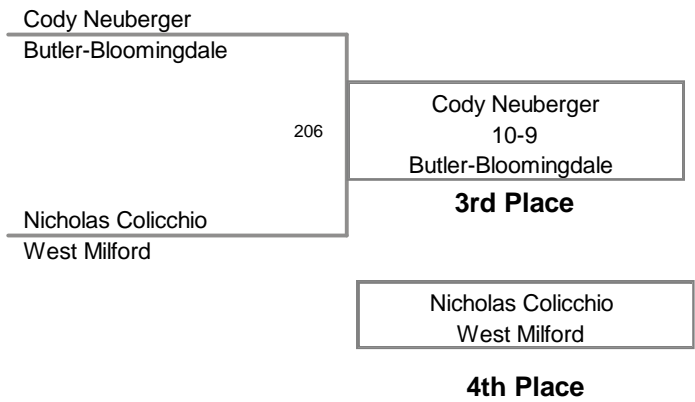 Cody Neuberger
Butler-Bloomingdale
206
Cody Neuberger
10-9
Butler-Bloomingdale
3rd Place
Nicholas Colicchio
West Milford
Nicholas Colicchio
West Milford
4th Place